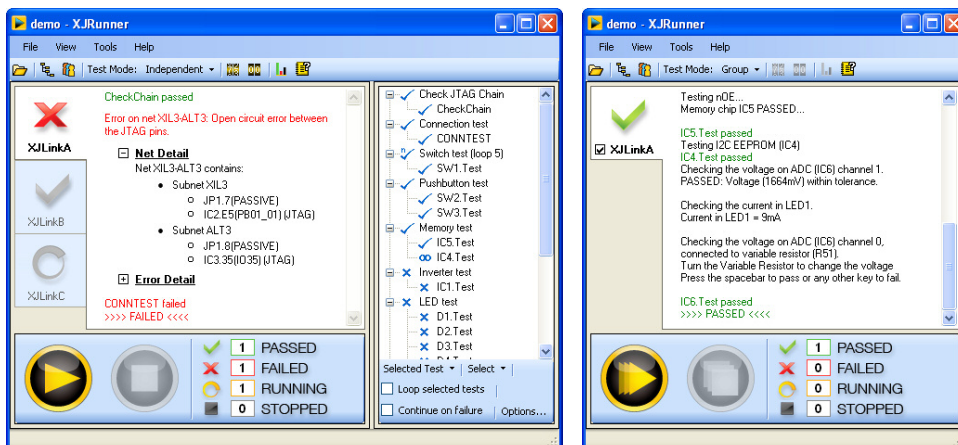 demo - XJRunner
File View Tools Help
Test Mode: Independent
XJLinkA
XJLinkB
XJLinkC
CheckChain passed
Error on net XIL3-ALT3: Open circuit error between
the JTAG pins.
Net Detail
Net XIL3-ALT3 contains:
• Subnet XIL3
○ JP1.7(PASSIVE)
○ IC2.E5(PB01_01) (JTAG)
• Subnet ALT3
○ JP1.8(PASSIVE)
○ IC3.35(IO35) (JTAG)
Error Detail
CONNTEST failed
>>>> FAILED <<<<
1 PASSED
1 FAILED
1 RUNNING
0 STOPPED
Check JTAG Chain
CheckChain
Connection test
CONNTEST
n Switch test (loop 5)
SW1.Test
Pushbutton test
SW2.Test
SW3.Test
Memory test
IC5.Test
IC4.Test
Inverter test
IC1.Test
LED test
D1.Test
D2.Test
D3.Test
D4.Test
Selected Test Select
Loop selected tests
Continue on failure Options...
demo - XJRunner
File View Tools Help
Test Mode: Group
XJLinkA
Testing nOE...
Memory chip IC5 PASSED...
IC5.Test passed
Testing I2C EEPROM (IC4)
IC4.Test passed
Checking the voltage on ADC (IC6) channel 1.
PASSED: Voltage (1664mV) within tolerance.
Checking the current in LED1.
Current in LED1 = 9mA
Checking the voltage on ADC (IC6) channel 0,
connected to variable resistor (R51).
Turn the Variable Resistor to change the voltage
Press the spacebar to pass or any other key to fail.
IC6.Test passed
>>>> PASSED <<<<
1 PASSED
0 FAILED
0 RUNNING
0 STOPPED